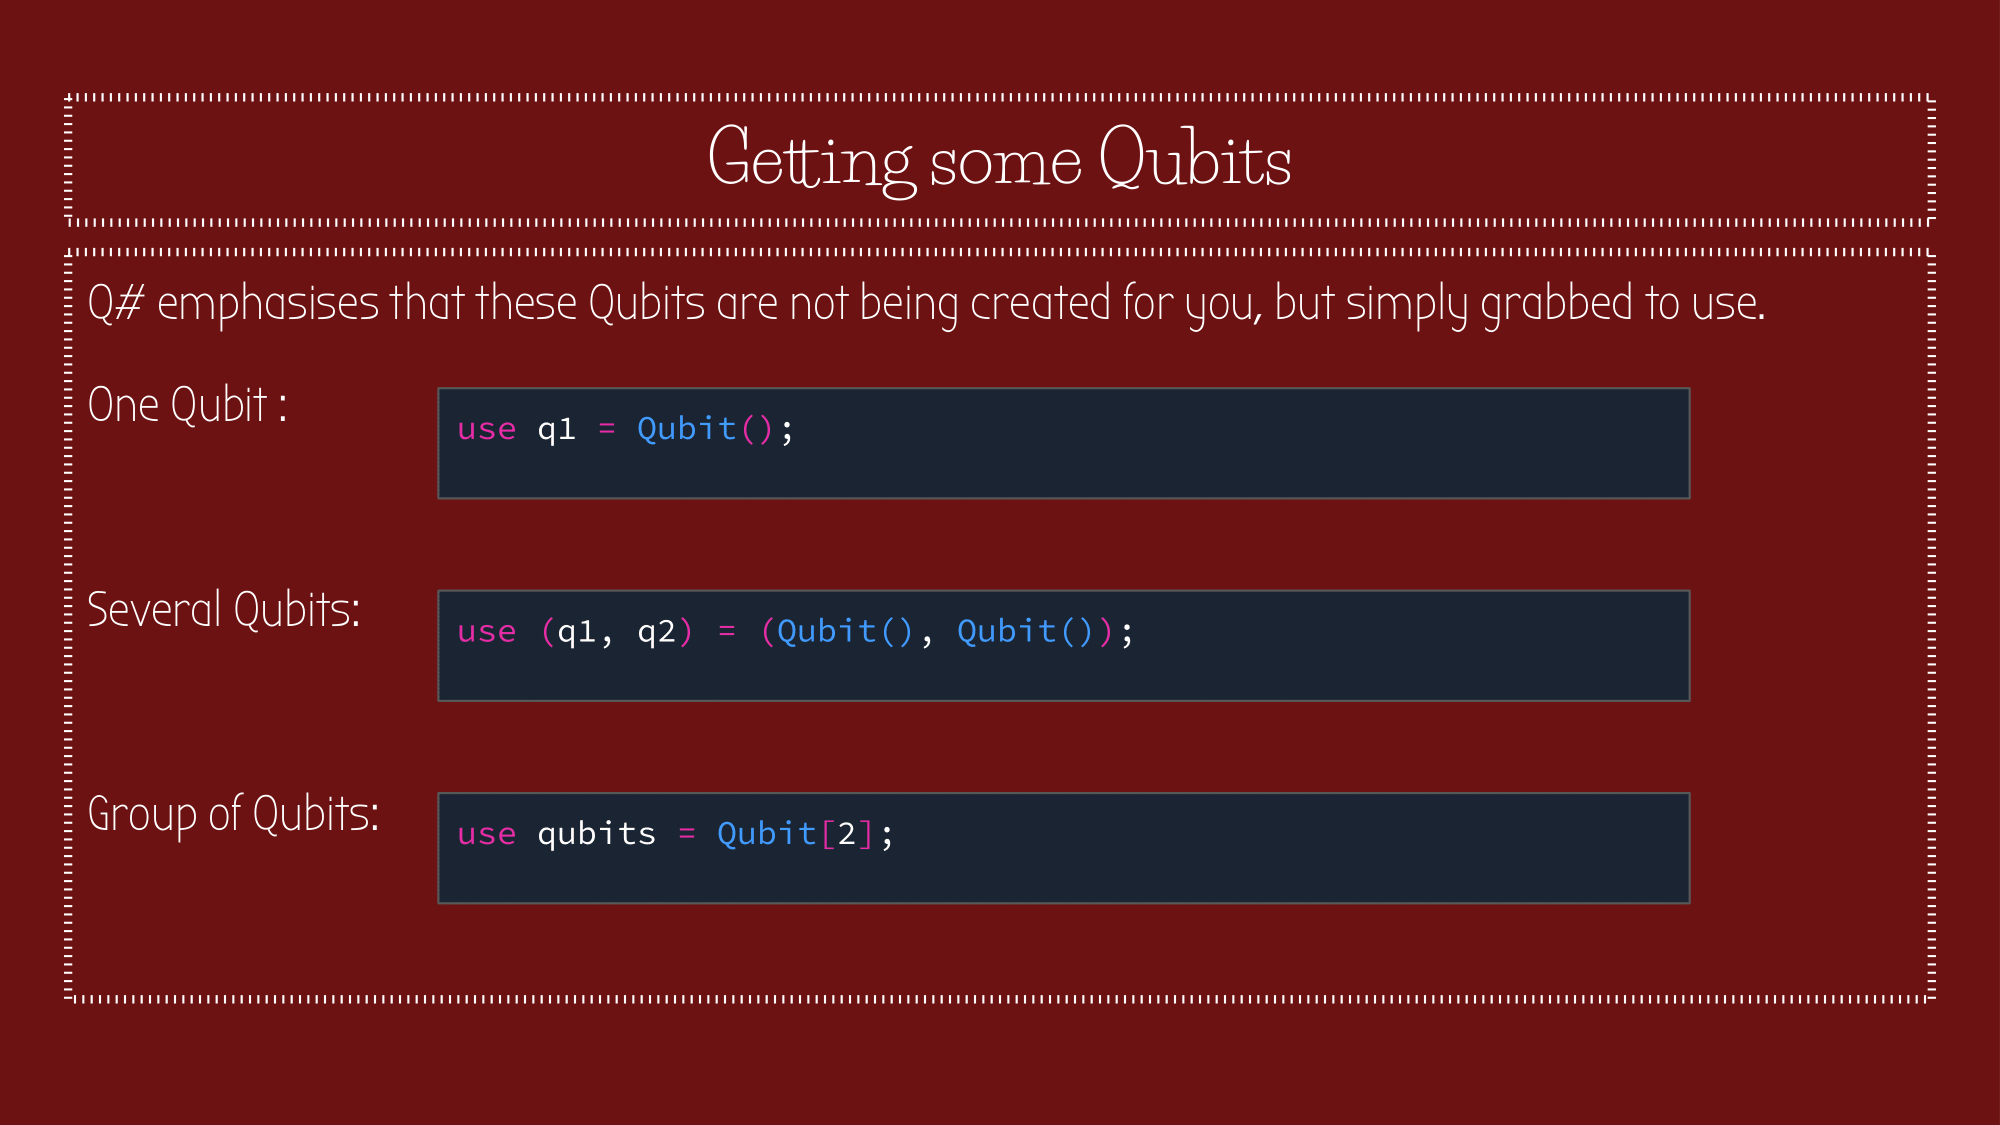 Getting some Qubits
Q# emphasises that these Qubits are not being created for you, but simply grabbed to use.
One Qubit :
use q1 = Qubit();
Several Qubits:
use (q1, q2) = (Qubit(), Qubit());
Group of Qubits:
use qubits = Qubit[2];